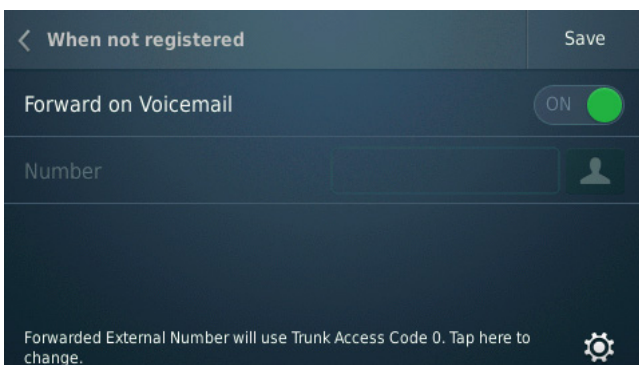 When not registered
Save
Forward on Voicemail
ON
Number
Forwarded External Number will use Trunk Access Code 0. Tap here to
change.